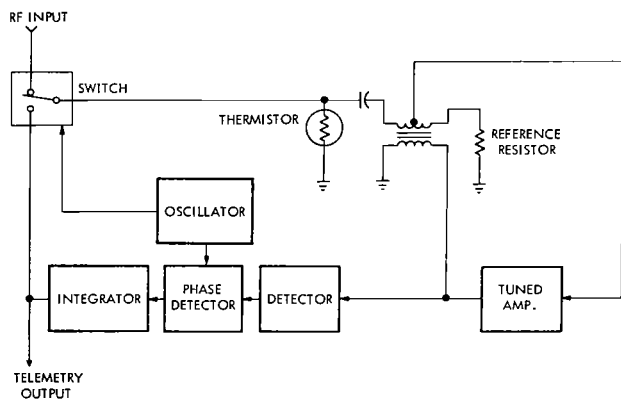 RF INPUT
SWITCH
THERMISTOR
REFERENCE
RESISTOR
OSCILLATOR
INTEGRATOR
PHASE
DETECTOR
DETECTOR
TUNED
AMP.
TELEMETRY
OUTPUT